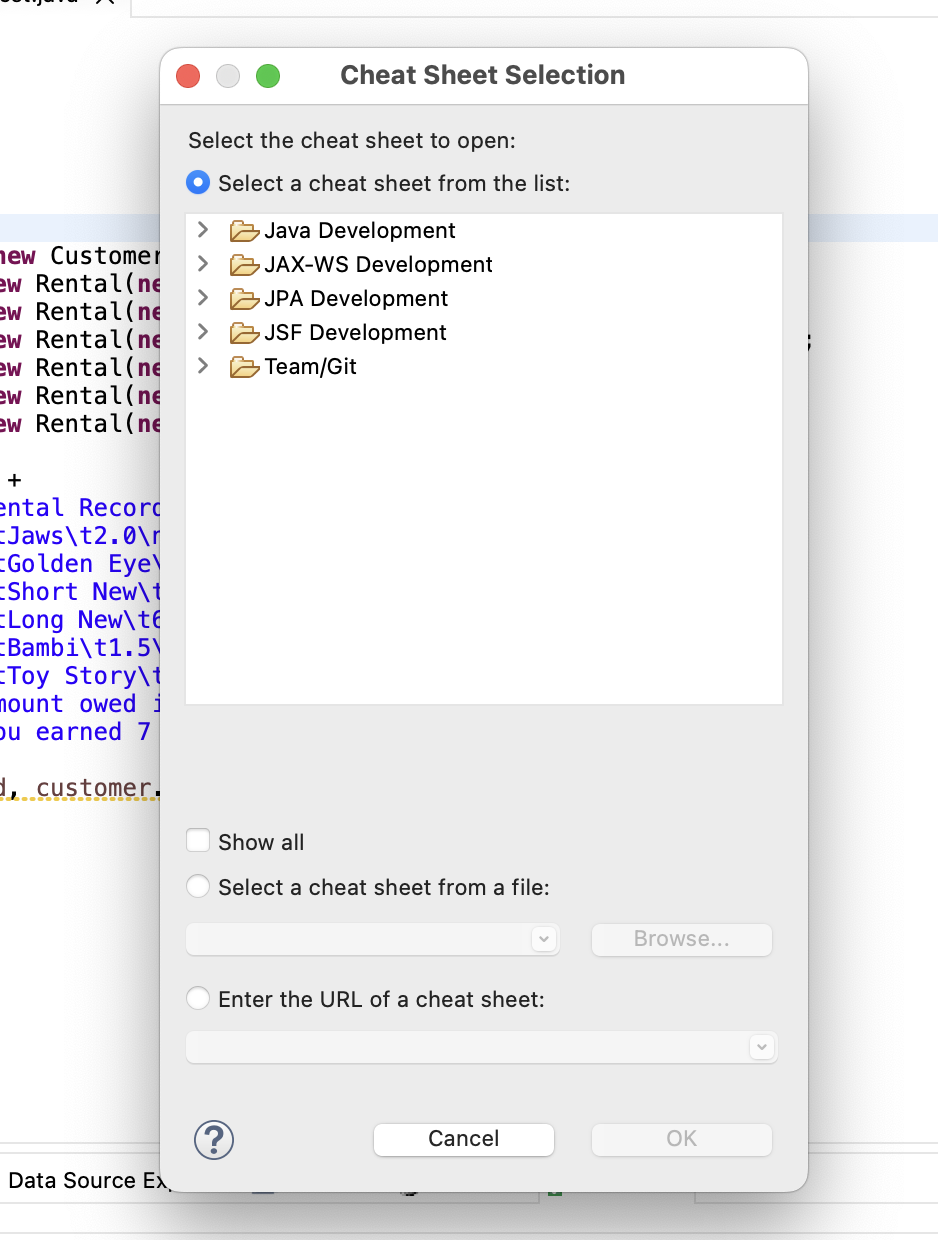 Cheat Sheet Selection
Select the cheat sheet to open:
Select a cheat sheet from the list:
Java Development
JAX-WS Development
JPA Development
JSF Development
Team/Git
new Customer
ew Rental(ne
ew Rental(ne
ew Rental(ne
;
ew Rental(ne
ew Rental(ne
ew Rental(ne
+
ental Record
tJaws\t2.0\n
tGolden Eye\
tShort New\t
tLong New\t6
tBambi\t1.5\
tToy Story\t
mount owed i
ou earned 7
d, customer.
Show all
Select a cheat sheet from a file:
Browse...
Enter the URL of a cheat sheet:
?
Cancel
OK
Data Source Ex